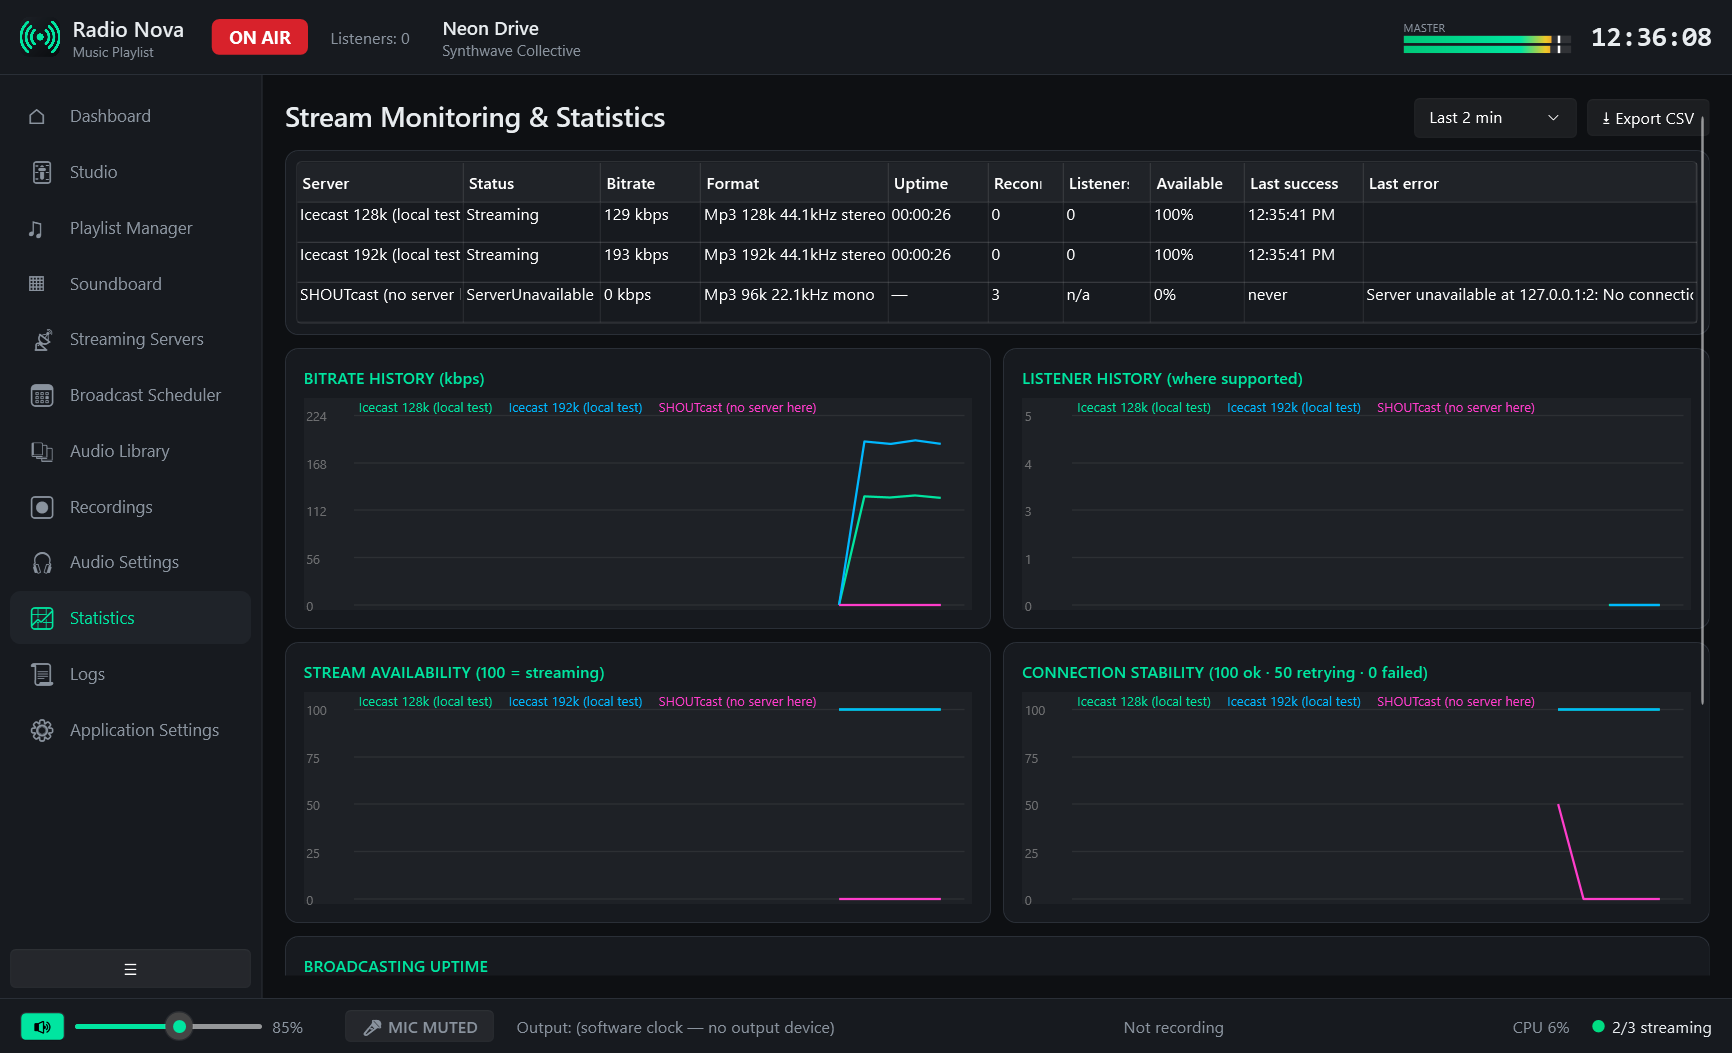 Radio Nova
Music Playlist
ON AIR
Listeners: 0
Neon Drive
Synthwave Collective
MASTER
12:36:08
Dashboard
Studio
Playlist Manager
Soundboard
Streaming Servers
Broadcast Scheduler
Audio Library
Recordings
Audio Settings
Statistics
Logs
Application Settings
Stream Monitoring & Statistics
Last 2 min
Export CSV
Server Status Bitrate Format Uptime Recon Listener Available Last success Last error
Icecast 128k (local test Streaming 129 kbps Mp3 128k 44.1kHz stereo 00:00:26 0 0 100% 12:35:41 PM
Icecast 192k (local test Streaming 193 kbps Mp3 192k 44.1kHz stereo 00:00:26 0 0 100% 12:35:41 PM
SHOUTcast (no server ServerUnavailable 0 kbps Mp3 96k 22.1kHz mono — 3 n/a 0% never Server unavailable at 127.0.0.1:2: No connectic
BITRATE HISTORY (kbps)
Icecast 128k (local test) Icecast 192k (local test) SHOUTcast (no server here)
224
168
112
56
0
LISTENER HISTORY (where supported)
Icecast 128k (local test) Icecast 192k (local test) SHOUTcast (no server here)
5
4
3
1
0
STREAM AVAILABILITY (100 = streaming)
Icecast 128k (local test) Icecast 192k (local test) SHOUTcast (no server here)
100
75
50
25
0
CONNECTION STABILITY (100 ok · 50 retrying · 0 failed)
Icecast 128k (local test) Icecast 192k (local test) SHOUTcast (no server here)
100
75
50
25
0
BROADCASTING UPTIME
85%
MIC MUTED
Output: (software clock — no output device)
Not recording
CPU 6%
2/3 streaming